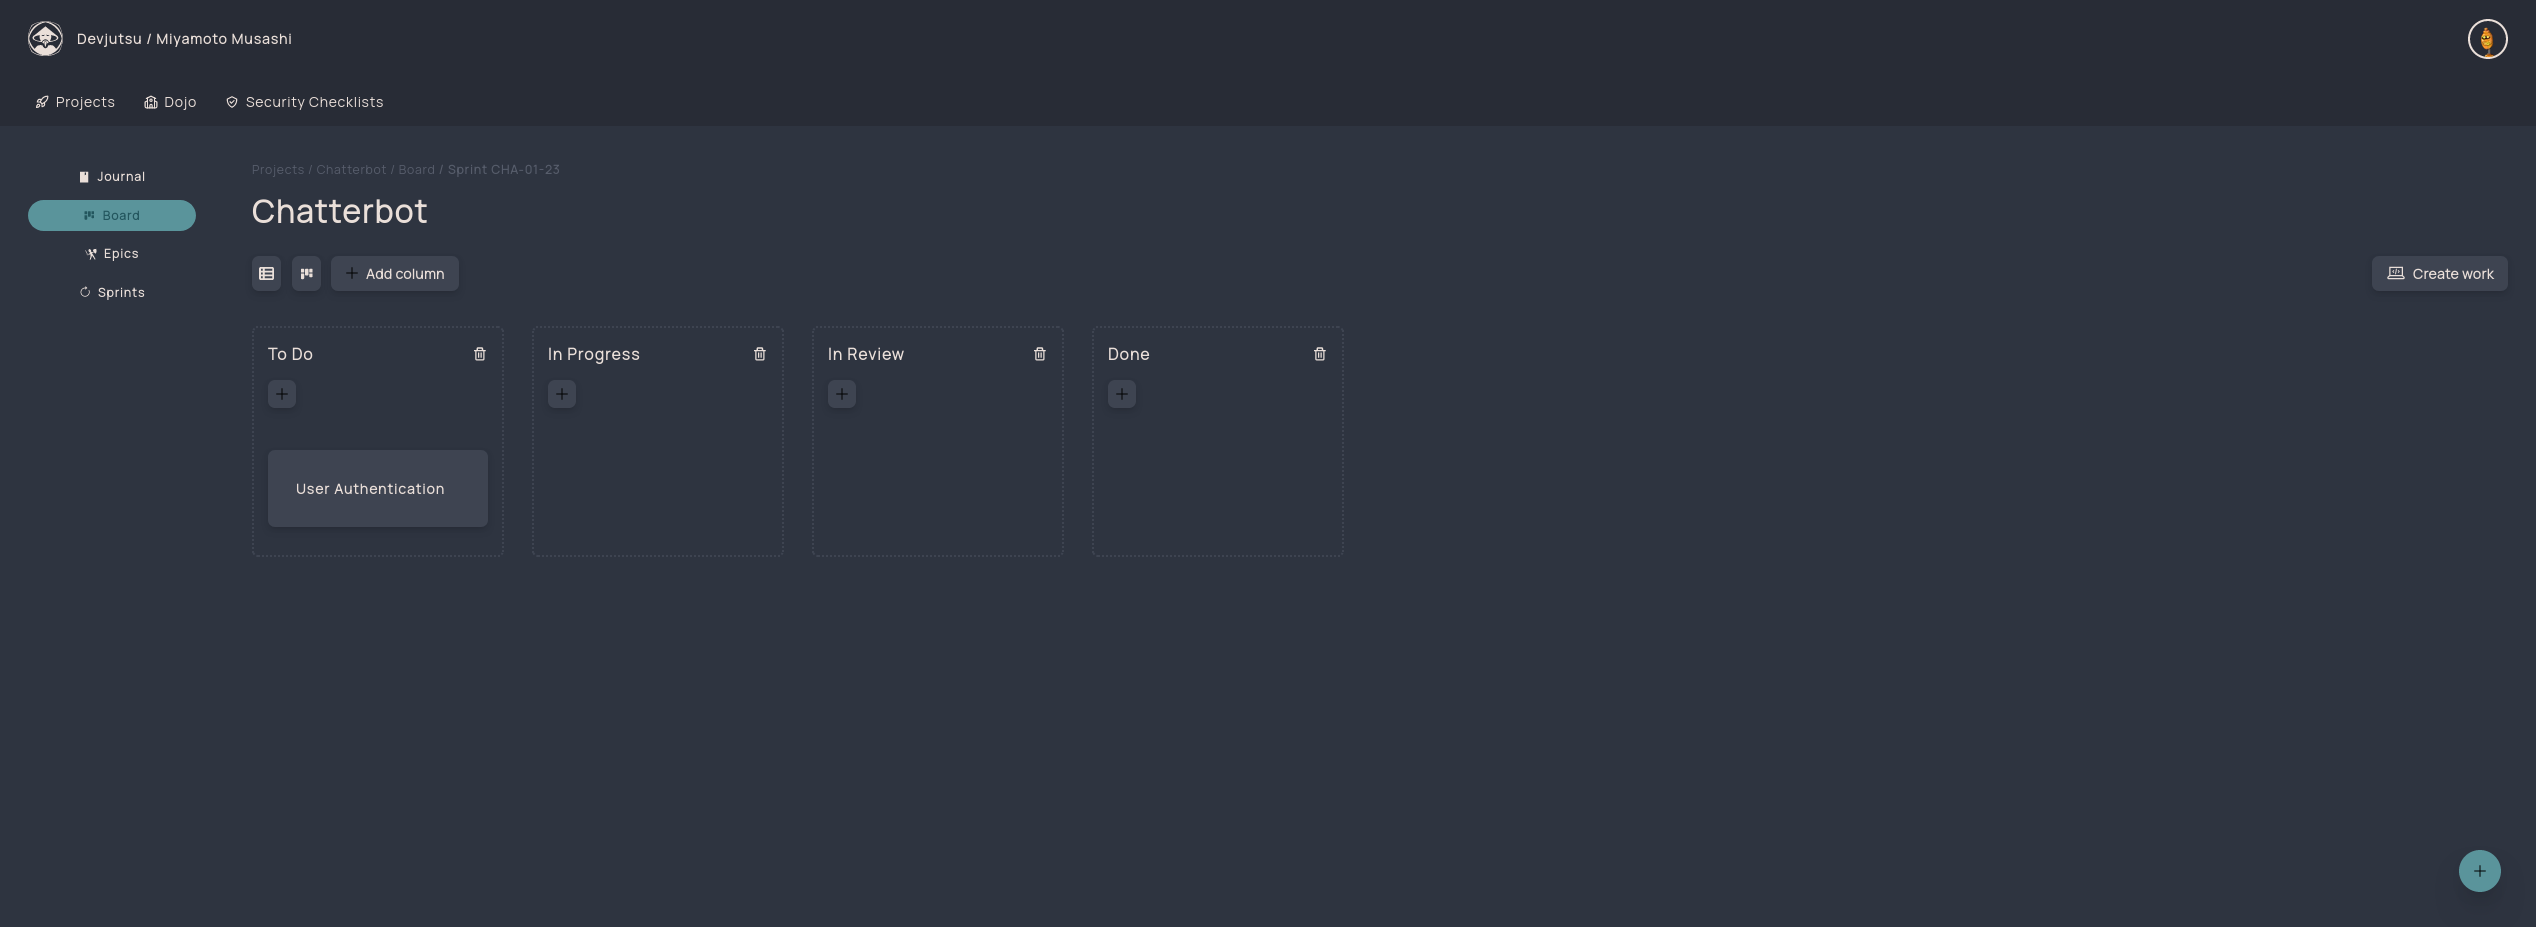 Devjutsu / Miyamoto Musashi
Projects
Dojo
Security Checklists
Journal
Board
Epics
Sprints
Projects / Chatterbot / Board / Sprint CHA-01-23
Chatterbot
Add column
Create work
To Do
In Progress
In Review
Done
User Authentication